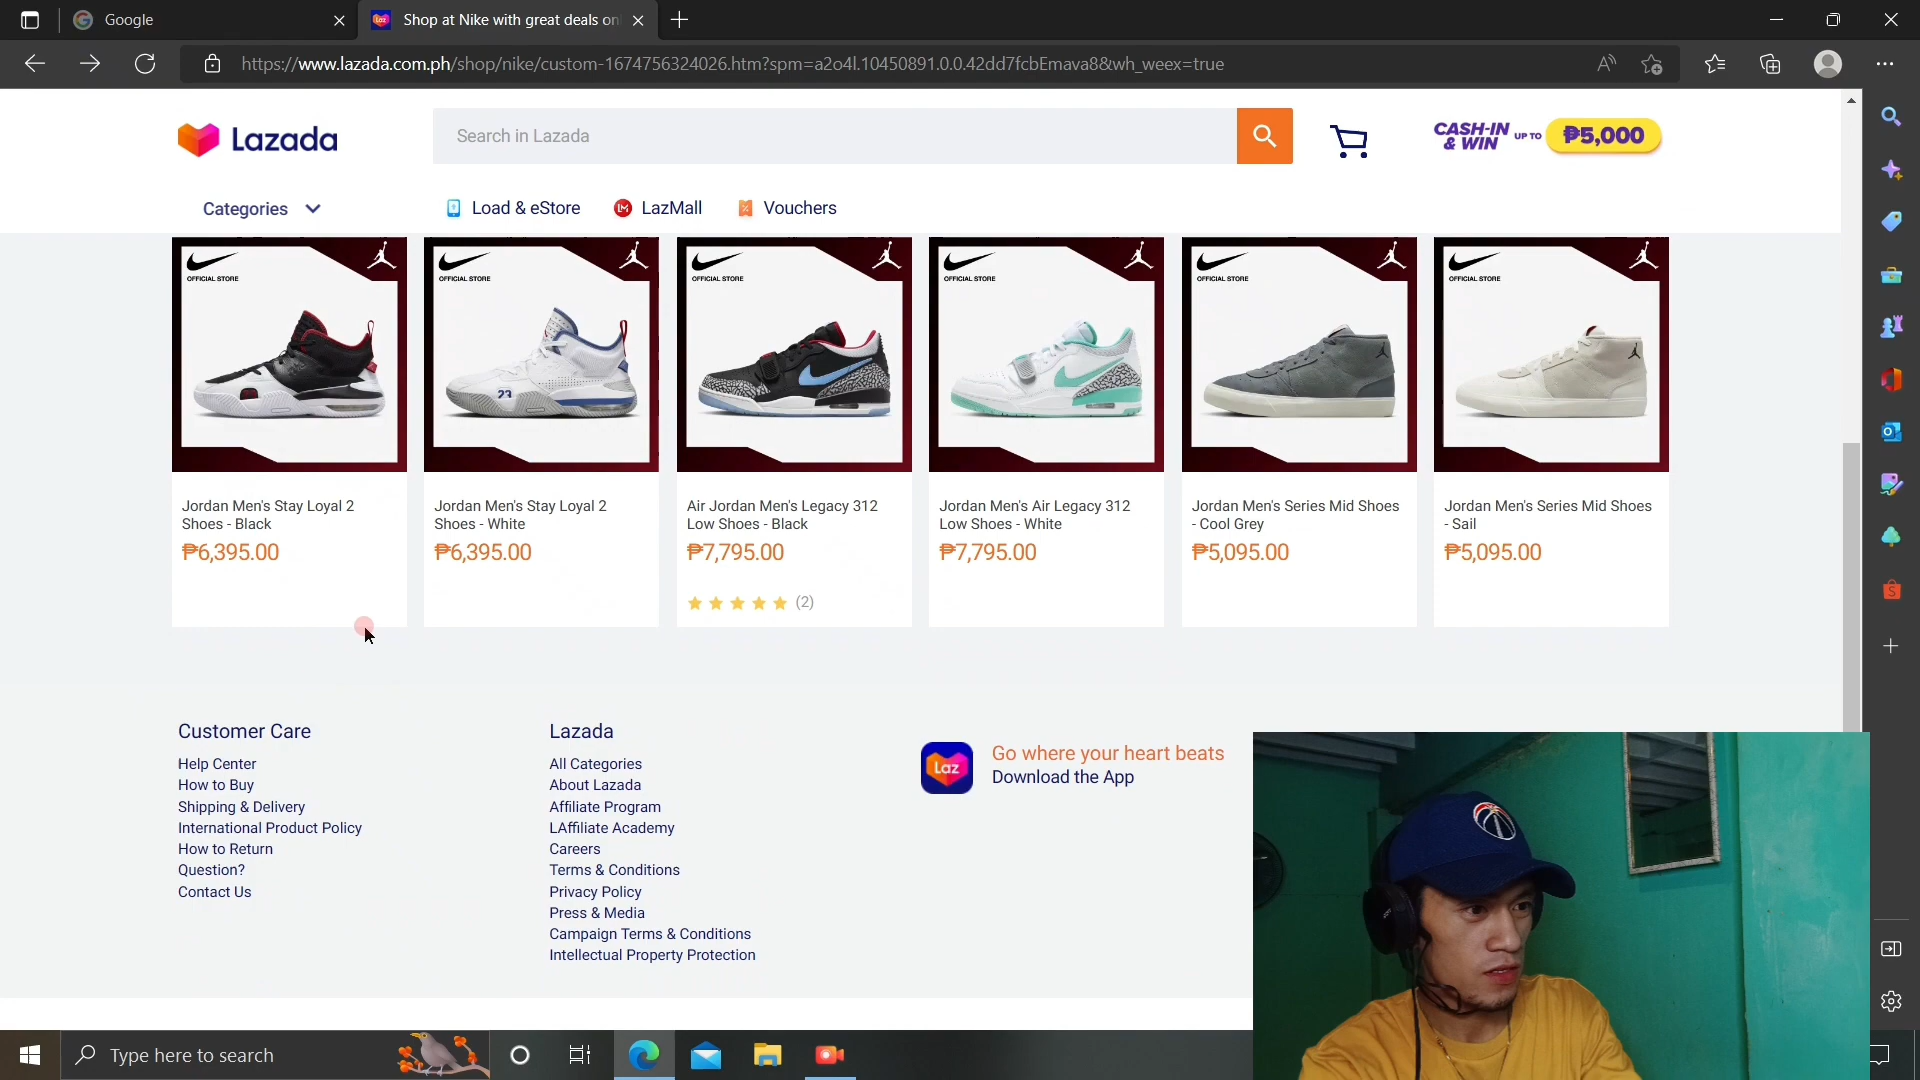 Google
Shop at Nike with great deals on
https://www.lazada.com.ph/shop/nike/custom-1674756324026.htm?spm=a2o4l.10450891.0.0.42dd7fcbEmava8&wh_weex=true
Lazada
Search in Lazada
CASH-IN & WIN UP TO ₱5,000
Categories
Load & eStore
LazMall
Vouchers
OFFICIAL STORE
OFFICIAL STORE
OFFICIAL STORE
OFFICIAL STORE
OFFICIAL STORE
OFFICIAL STORE
23
Jordan Men's Stay Loyal 2
Shoes - Black
₱6,395.00
Jordan Men's Stay Loyal 2
Shoes - White
₱6,395.00
Air Jordan Men's Legacy 312
Low Shoes - Black
₱7,795.00
(2)
Jordan Men's Air Legacy 312
Low Shoes - White
₱7,795.00
Jordan Men's Series Mid Shoes
- Cool Grey
₱5,095.00
Jordan Men's Series Mid Shoes
- Sail
₱5,095.00
Customer Care
Help Center
How to Buy
Shipping & Delivery
International Product Policy
How to Return
Question?
Contact Us
Lazada
All Categories
About Lazada
Affiliate Program
LAffiliate Academy
Careers
Terms & Conditions
Privacy Policy
Press & Media
Campaign Terms & Conditions
Intellectual Property Protection
Laz
Go where your heart beats
Download the App
Type here to search